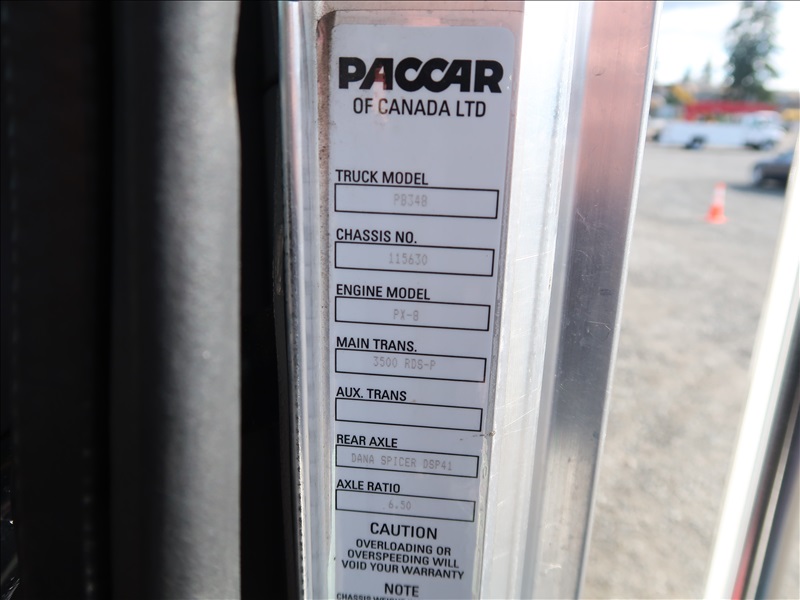 PACCAR
OF CANADA LTD
TRUCK MODEL
PB348
CHASSIS NO.
115630
ENGINE MODEL
PX-8
MAIN TRANS.
3500 RDS-P
AUX. TRANS
REAR AXLE
DANA SPICER DSP41
AXLE RATIO
6.50
CAUTION
OVERLOADING OR
OVERSPEEDING WILL
VOID YOUR WARRANTY
NOTE